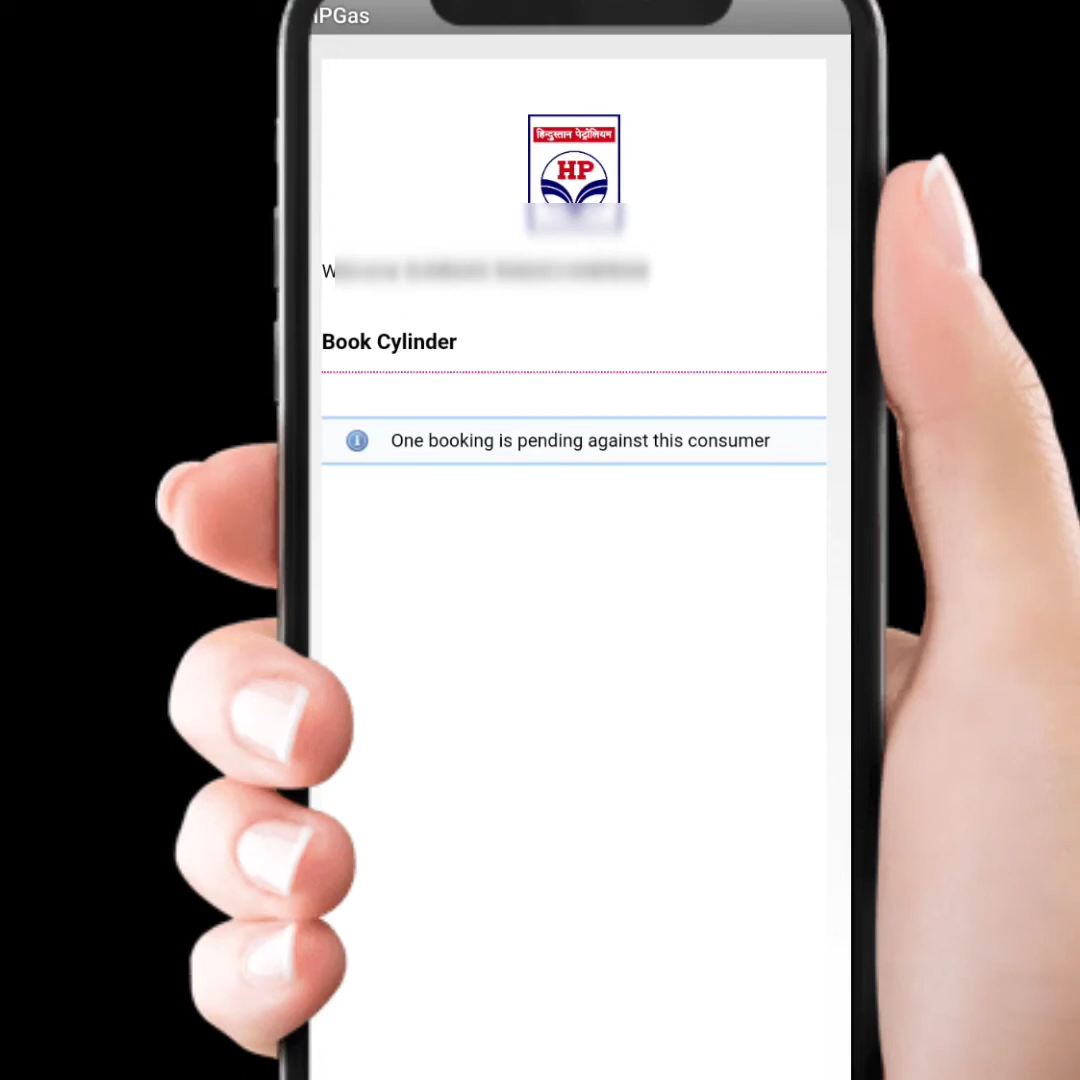 IPGas
हिन्दुस्तान पेट्रोलियम
HP
Book Cylinder
One booking is pending against this consumer